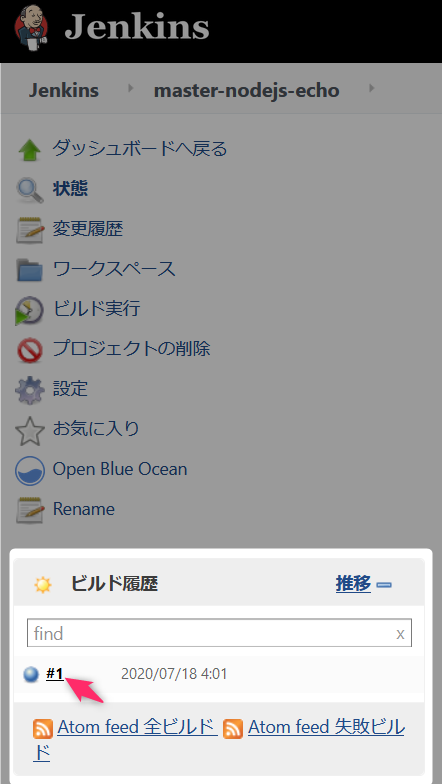 Jenkins
Jenkins master-nodejs-echo
ダッシュボードへ戻る
状態
変更履歴
ワークスペース
ビルド実行
プロジェクトの削除
設定
お気に入り
Open Blue Ocean
Rename
ビルド履歴 推移
find x
#1 2020/07/18 4:01
Atom feed 全ビルド Atom feed 失敗ビル
ド